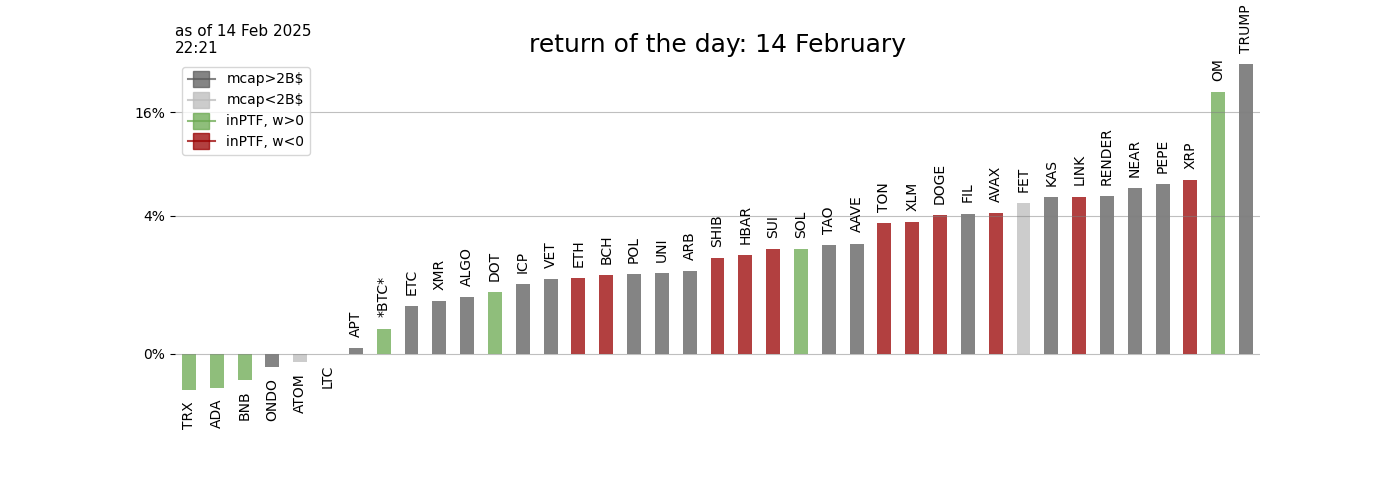 as of 14 Feb 2025
22:21
return of the day: 14 February
mcap>2B$
mcap<2B$
inPTF, w>0
inPTF, w<0
16%
4%
0%
TRX
ADA
BNB
ONDO
ATOM
LTC
APT
*BTC*
ETC
XMR
ALGO
DOT
ICP
VET
ETH
BCH
POL
UNI
ARB
SHIB
HBAR
SUI
SOL
TAO
AAVE
TON
XLM
DOGE
FIL
AVAX
FET
KAS
LINK
RENDER
NEAR
PEPE
XRP
OM
TRUMP